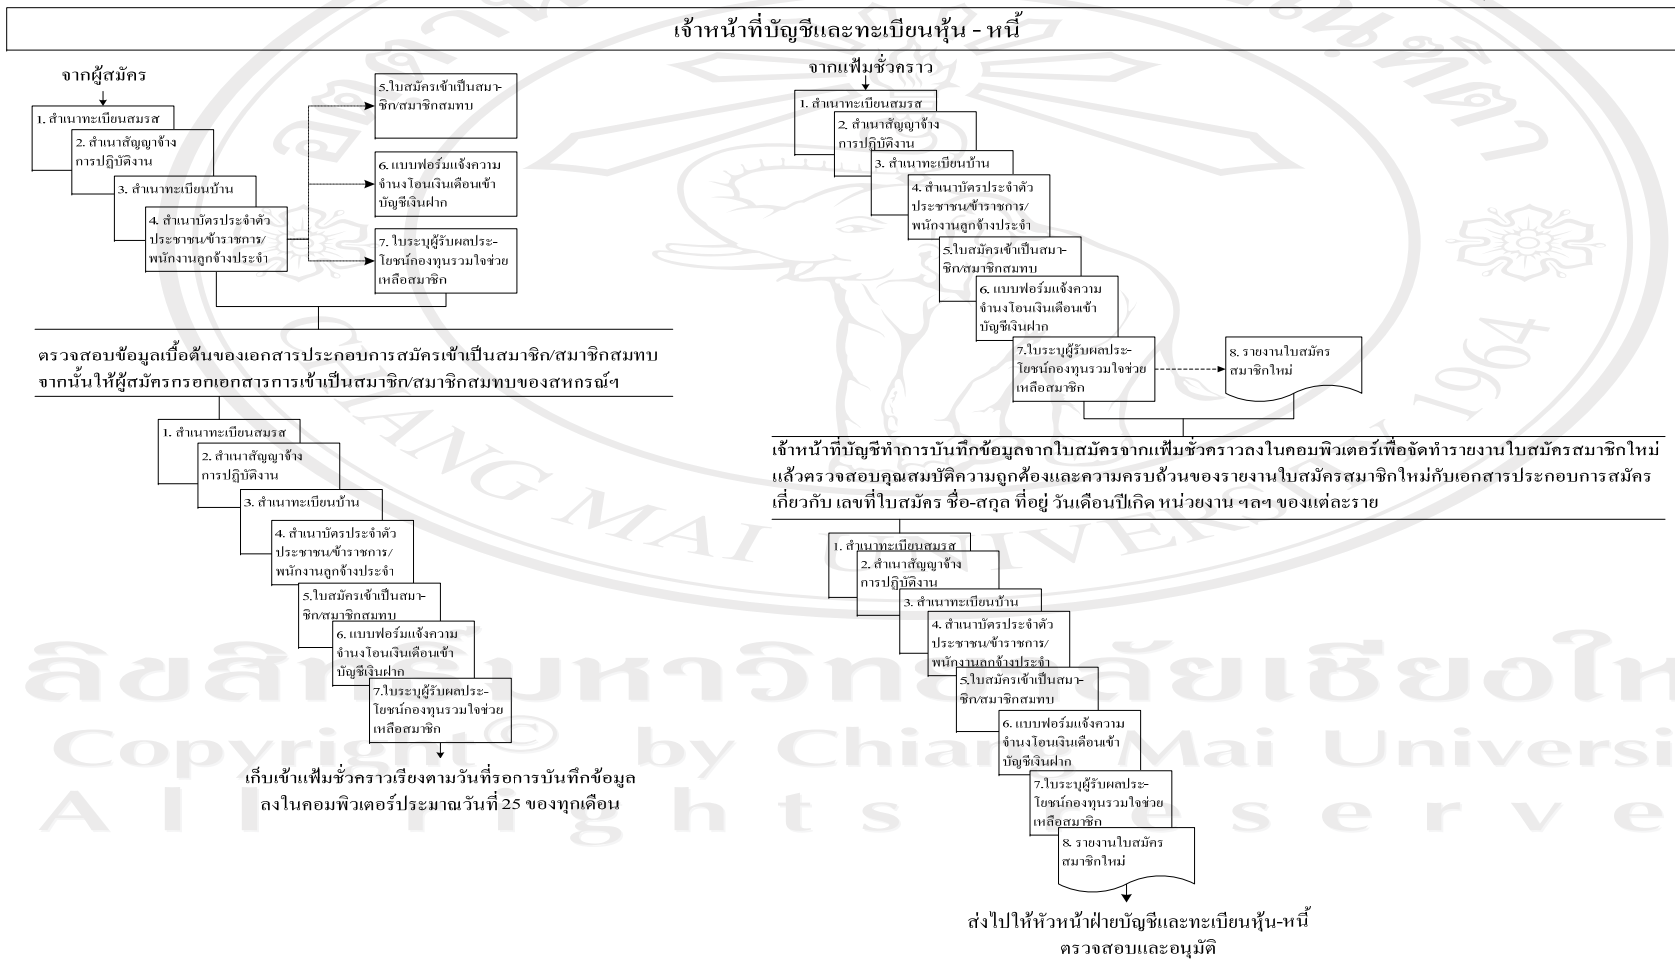 เจ้าหน้าที่บัญชีและทะเบียนหุ้น - หนี้
จากผู้สมัคร
1. สำเนาทะเบียนสมรส
2. สำเนาสัญญาจ้าง
การปฏิบัติงาน
3. สำเนาทะเบียนบ้าน
4. สำเนาบัตรประจำตัว
ประชาชน/ข้าราชการ/
พนักงานลูกจ้างประจำ
5.ใบสมัครเข้าเป็นสมา-
ชิก/สมาชิกสมทบ
6. แบบฟอร์มแจ้งความ
จำนงโอนเงินเดือนเข้า
บัญชีเงินฝาก
7. ใบระบุผู้รับผลประ-
โยชน์กองทุนรวมใจช่วย
เหลือสมาชิก
ตรวจสอบข้อมูลเบื้อต้นของเอกสารประกอบการสมัครเข้าเป็นสมาชิก/สมาชิกสมทบ
จากนั้นให้ผู้สมัครกรอกเอกสารการเข้าเป็นสมาชิก/สมาชิกสมทบของสหกรณ์ฯ
1. สำเนาทะเบียนสมรส
2. สำเนาสัญญาจ้าง
การปฏิบัติงาน
3. สำเนาทะเบียนบ้าน
4. สำเนาบัตรประจำตัว
ประชาชน/ข้าราชการ/
พนักงานลูกจ้างประจำ
5.ใบสมัครเข้าเป็นสมา-
ชิก/สมาชิกสมทบ
6. แบบฟอร์มแจ้งความ
จำนงโอนเงินเดือนเข้า
บัญชีเงินฝาก
7.ใบระบุผู้รับผลประ-
โยชน์กองทุนรวมใจช่วย
เหลือสมาชิก
เก็บเข้าแฟ้มชั่วคราวเรียงตามวันที่รอการบันทึกข้อมูล
ลงในคอมพิวเตอร์ประมาณวันที่ 25 ของทุกเดือน
จากแฟ้มชั่วคราว
1. สำเนาทะเบียนสมรส
2. สำเนาสัญญาจ้าง
การปฏิบัติงาน
3. สำเนาทะเบียนบ้าน
4. สำเนาบัตรประจำตัว
ประชาชน/ข้าราชการ/
พนักงานลูกจ้างประจำ
5.ใบสมัครเข้าเป็นสมา-
ชิก/สมาชิกสมทบ
6. แบบฟอร์มแจ้งความ
จำนงโอนเงินเดือนเข้า
บัญชีเงินฝาก
7.ใบระบุผู้รับผลประ-
โยชน์กองทุนรวมใจช่วย
เหลือสมาชิก
8. รายงานใบสมัคร
สมาชิกใหม่
เจ้าหน้าที่บัญชีทำการบันทึกข้อมูลจากใบสมัครจากแฟ้มชั่วคราวลงในคอมพิวเตอร์เพื่อจัดทำรายงานใบสมัครสมาชิกใหม่
แล้วตรวจสอบคุณสมบัติความถูกต้องและความครบถ้วนของรายงานใบสมัครสมาชิกใหม่กับเอกสารประกอบการสมัคร
เกี่ยวกับ เลขที่ใบสมัคร ชื่อ-สกุล ที่อยู่ วันเดือนปีเกิด หน่วยงาน ฯลฯ ของแต่ละราย
1. สำเนาทะเบียนสมรส
2. สำเนาสัญญาจ้าง
การปฏิบัติงาน
3. สำเนาทะเบียนบ้าน
4. สำเนาบัตรประจำตัว
ประชาชน/ข้าราชการ/
พนักงานลูกจ้างประจำ
5.ใบสมัครเข้าเป็นสมา-
ชิก/สมาชิกสมทบ
6. แบบฟอร์มแจ้งความ
จำนงโอนเงินเดือนเข้า
บัญชีเงินฝาก
7.ใบระบุผู้รับผลประ-
โยชน์กองทุนรวมใจช่วย
เหลือสมาชิก
8. รายงานใบสมัคร
สมาชิกใหม่
ส่งไปให้หัวหน้าฝ่ายบัญชีและทะเบียนหุ้น-หนี้
ตรวจสอบและอนุมัติ
CHIANG MAI UNIVERSITY 1964
Copyright© by Chiang Mai Universi
All rights reserve